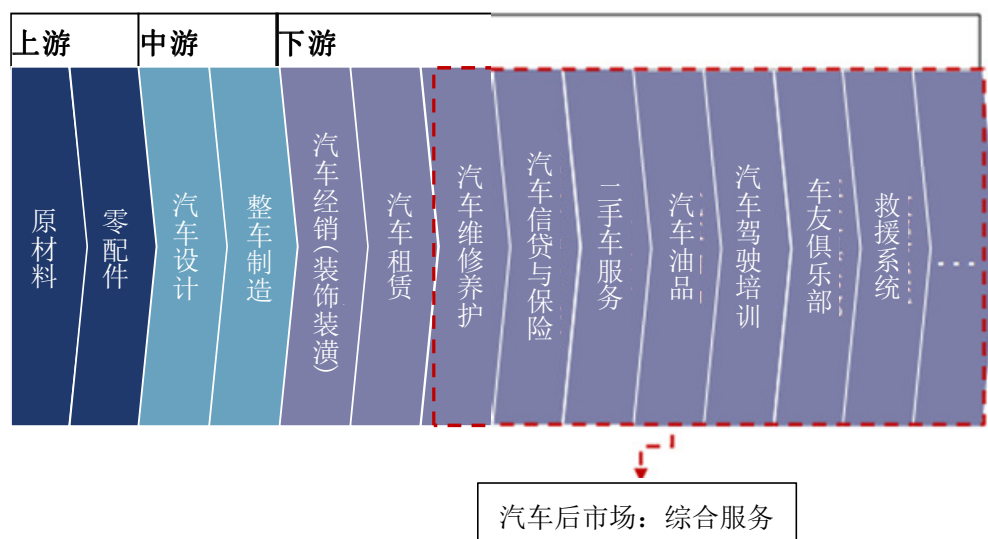 上游
中游
下游
原材料
零配件
汽车设计
整车制造
汽车经销(装饰装潢)
汽车租赁
汽车维修养护
汽车信贷与保险
二手车服务
汽车油品
汽车驾驶培训
车友俱乐部
救援系统
……
汽车后市场：综合服务